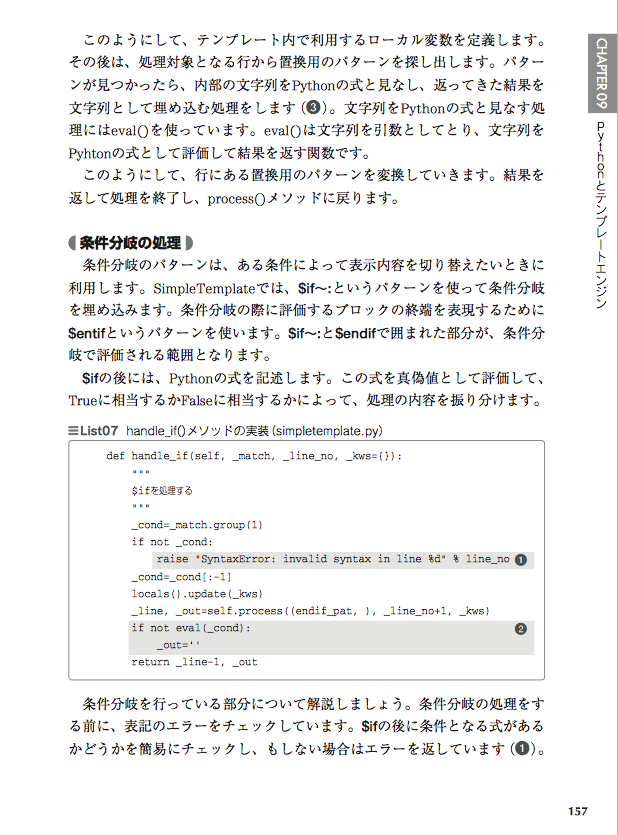 このようにして、テンプレート内で利用するローカル変数を定義します。
その後は、処理対象となる行から置換用のパターンを探し出します。パター
ンが見つかったら、内部の文字列をPythonの式と見なし、返ってきた結果を
文字列として埋め込む処理をします（❸）。文字列をPythonの式と見なす処
理にはeval()を使っています。eval()は文字列を引数としてとり、文字列を
Pyhtonの式として評価して結果を返す関数です。
このようにして、行にある置換用のパターンを変換していきます。結果を
返して処理を終了し、process()メソッドに戻ります。
条件分岐の処理
条件分岐のパターンは、ある条件によって表示内容を切り替えたいときに
利用します。SimpleTemplateでは、$if〜:というパターンを使って条件分岐
を埋め込みます。条件分岐の際に評価するブロックの終端を表現するために
$entifというパターンを使います。$if〜:と$endifで囲まれた部分が、条件分
岐で評価される範囲となります。
$ifの後には、Pythonの式を記述します。この式を真偽値として評価して、
Trueに相当するかFalseに相当するかによって、処理の内容を振り分けます。
List07 handle_if()メソッドの実装（simpletemplate.py）
def handle_if(self, _match, _line_no, _kws={}):
"""
$ifを処理する
"""
_cond=_match.group(1)
if not _cond:
raise "SyntaxError: invalid syntax in line %d" % line_no ❶
_cond=_cond[:-1]
locals().update(_kws)
_line, _out=self.process((endif_pat, ), _line_no+1, _kws)
if not eval(_cond): ❷
_out=''
return _line-1, _out
条件分岐を行っている部分について解説しましょう。条件分岐の処理をす
る前に、表記のエラーをチェックしています。$ifの後に条件となる式がある
かどうかを簡易にチェックし、もしない場合はエラーを返しています（❶）。
CHAPTER 09
Pythonとテンプレートエンジン
157